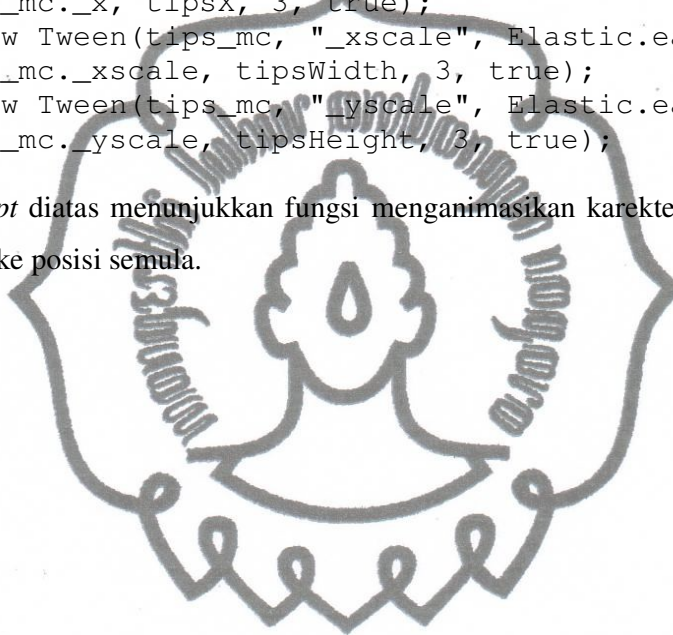 _mc._x, tipsX, 3, true);
w Tween(tips_mc, "_xscale", Elastic.ea
_mc._xscale, tipsWidth, 3, true);
w Tween(tips_mc, "_yscale", Elastic.ea
_mc._yscale, tipsHeight, 3, true);
pt diatas menunjukkan fungsi menganimasikan karekte
ke posisi semula.